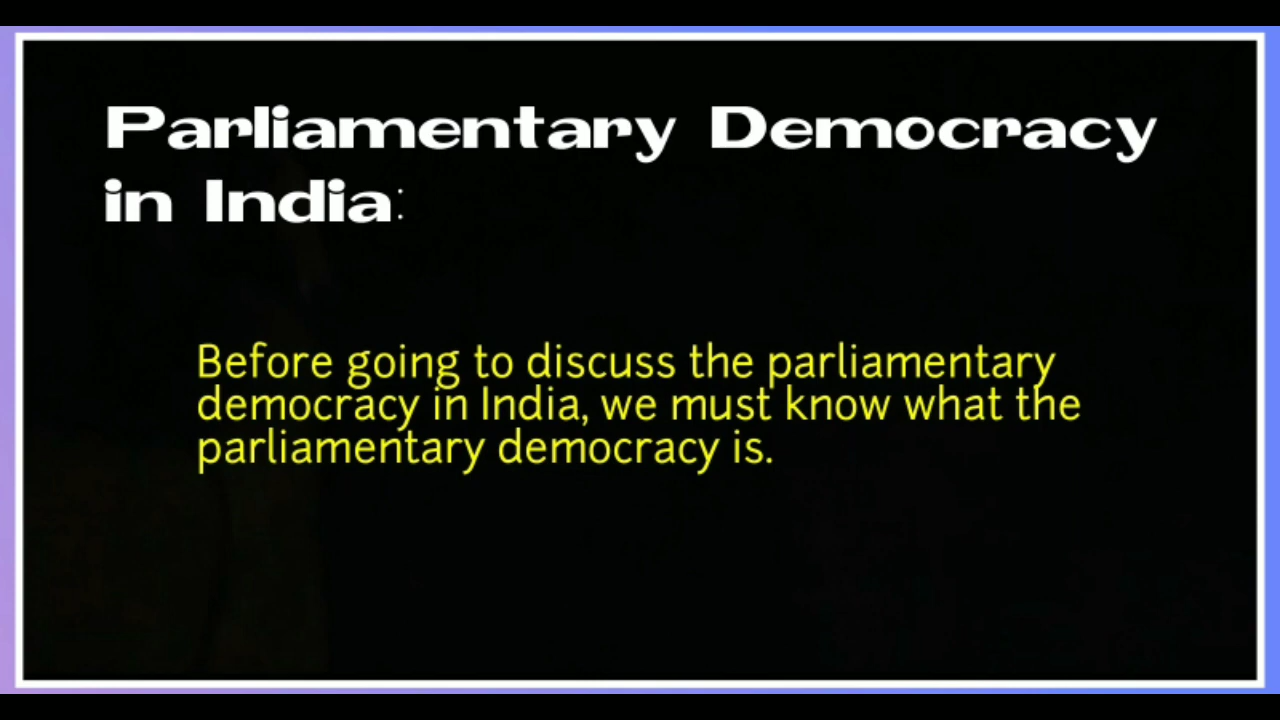 Parliamentary Democracy
in India:
Before going to discuss the parliamentary
democracy in India, we must know what the
parliamentary democracy is.